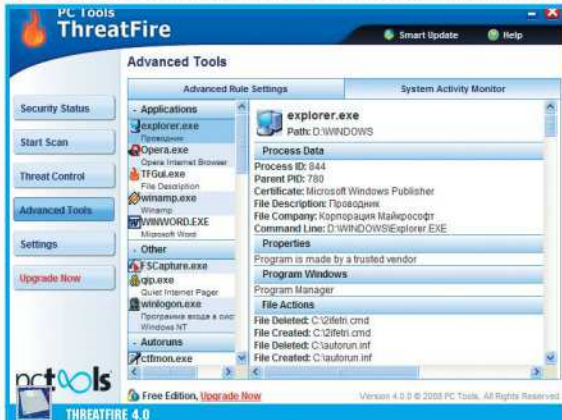 PC Tools
ThreatFire
Smart Update
Help
Advanced Tools
Advanced Rule Settings
System Activity Monitor
Security Status
Start Scan
Threat Control
Advanced Tools
Settings
Upgrade Now
- Applications
explorer.exe
Проводник
Opera.exe
Opera Internet Browser
TFGui.exe
File Description
winamp.exe
Winamp
WINWORD.EXE
Microsoft Word
- Other
FSCapture.exe
qip.exe
Quiet Internet Pager
winlogon.exe
Программа входа в сис
Windows NT
- Autoruns
ctfmon.exe
explorer.exe
Path: D:\WINDOWS
Process Data
Process ID: 844
Parent PID: 780
Certificate: Microsoft Windows Publisher
File Description: Проводник
File Company: Корпорация Майкрософт
Command Line: D:\WINDOWS\Explorer.EXE
Properties
Program is made by a trusted vendor
Program Windows
Program Manager
File Actions
File Deleted: C:\2ifetri.cmd
File Created: C:\2ifetri.cmd
File Deleted: C:\autorun.inf
File Created: C:\autorun.inf
pctools
Free Edition, Upgrade Now
Version 4.0.0 © 2008 PC Tools. All Rights Reserved
THREATFIRE 4.0